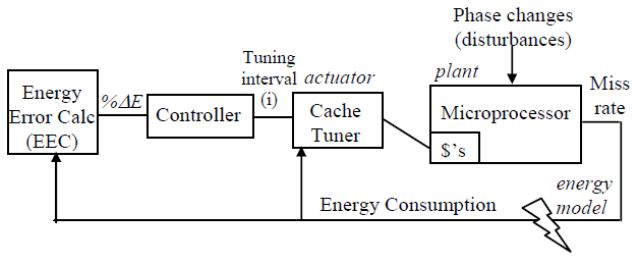 Phase changes
(disturbances)
Tuning
interval
(i)
actuator
plant
Miss
rate
Energy
Error Calc
(EEC)
%ΔE
Controller
Cache
Tuner
Microprocessor
$'s
energy
model
Energy Consumption